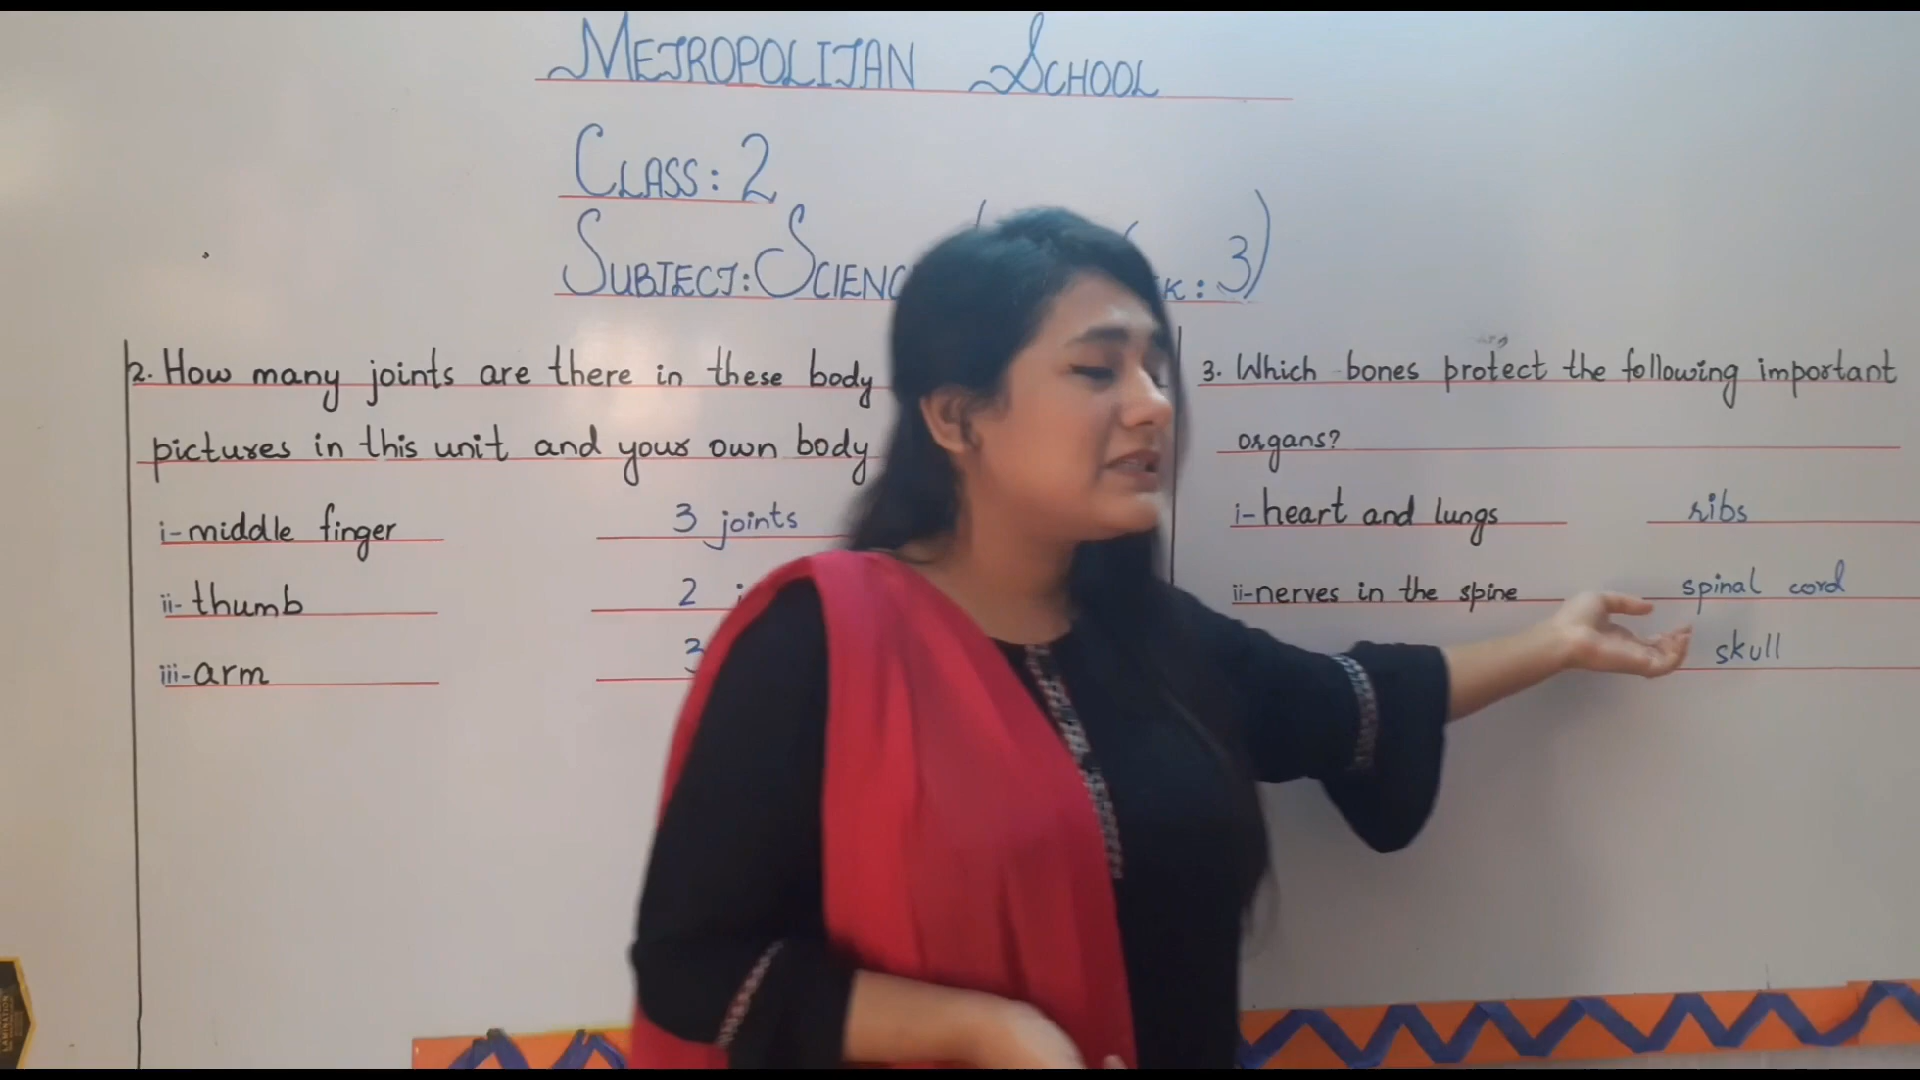 METROPOLITAN SCHOOL
CLASS: 2
SUBJECT: SCIENC : 3)
2. How many joints are there in these body
pictures in this unit and your own body
i- middle finger 3 joints
ii- thumb 2
iii- arm 3
3. Which bones protect the following important
organs?
i- heart and lungs ribs
ii- nerves in the spine spinal cord
skull
LAMINATION